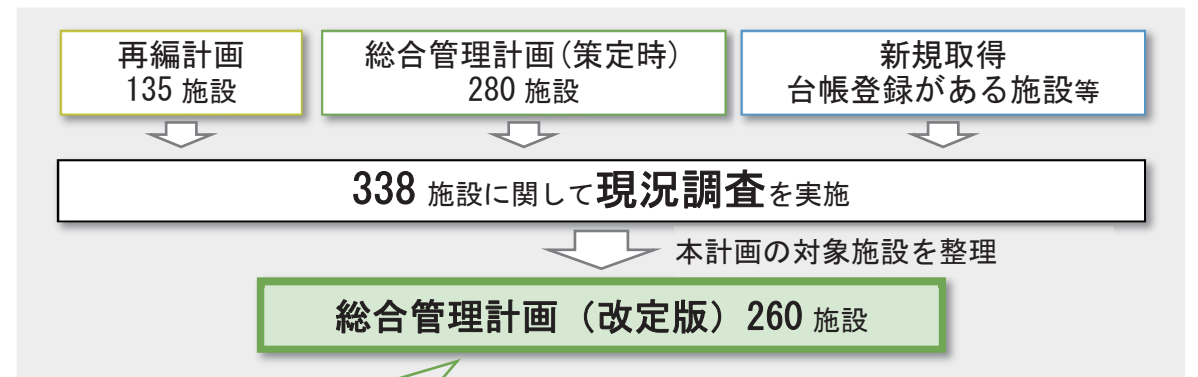 再編計画
135 施設
総合管理計画(策定時)
280 施設
新規取得
台帳登録がある施設等
338 施設に関して現況調査を実施
本計画の対象施設を整理
総合管理計画（改定版）260 施設